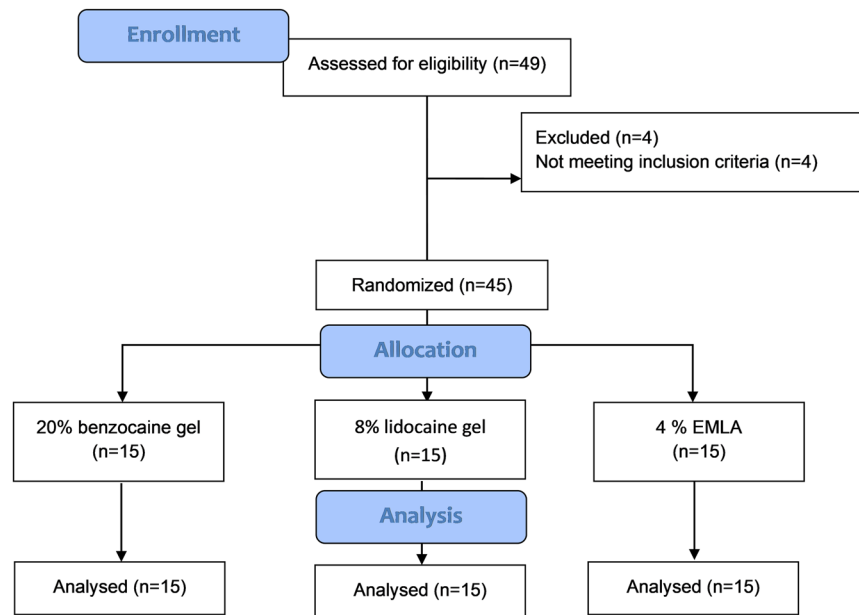 Enrollment
Assessed for eligibility (n=49)
Excluded (n=4)
Not meeting inclusion criteria (n=4)
Randomized (n=45)
Allocation
20% benzocaine gel
(n=15)
8% lidocaine gel
(n=15)
4 % EMLA
(n=15)
Analysis
Analysed (n=15)
Analysed (n=15)
Analysed (n=15)